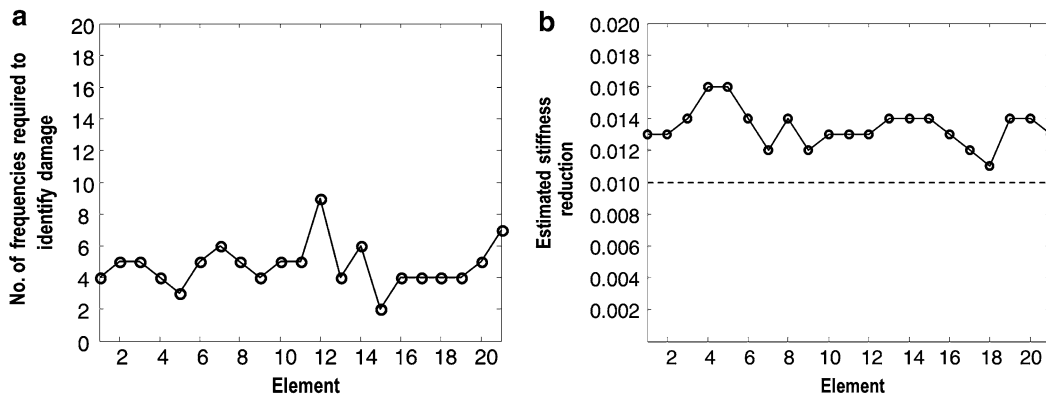 a
No. of frequencies required to
identify damage
20
18
16
14
12
10
8
6
4
2
0
2 4 6 8 10 12 14 16 18 20
Element
b
Estimated stiffness
reduction
0.020
0.018
0.016
0.014
0.012
0.010
0.008
0.006
0.004
0.002
2 4 6 8 10 12 14 16 18 20
Element